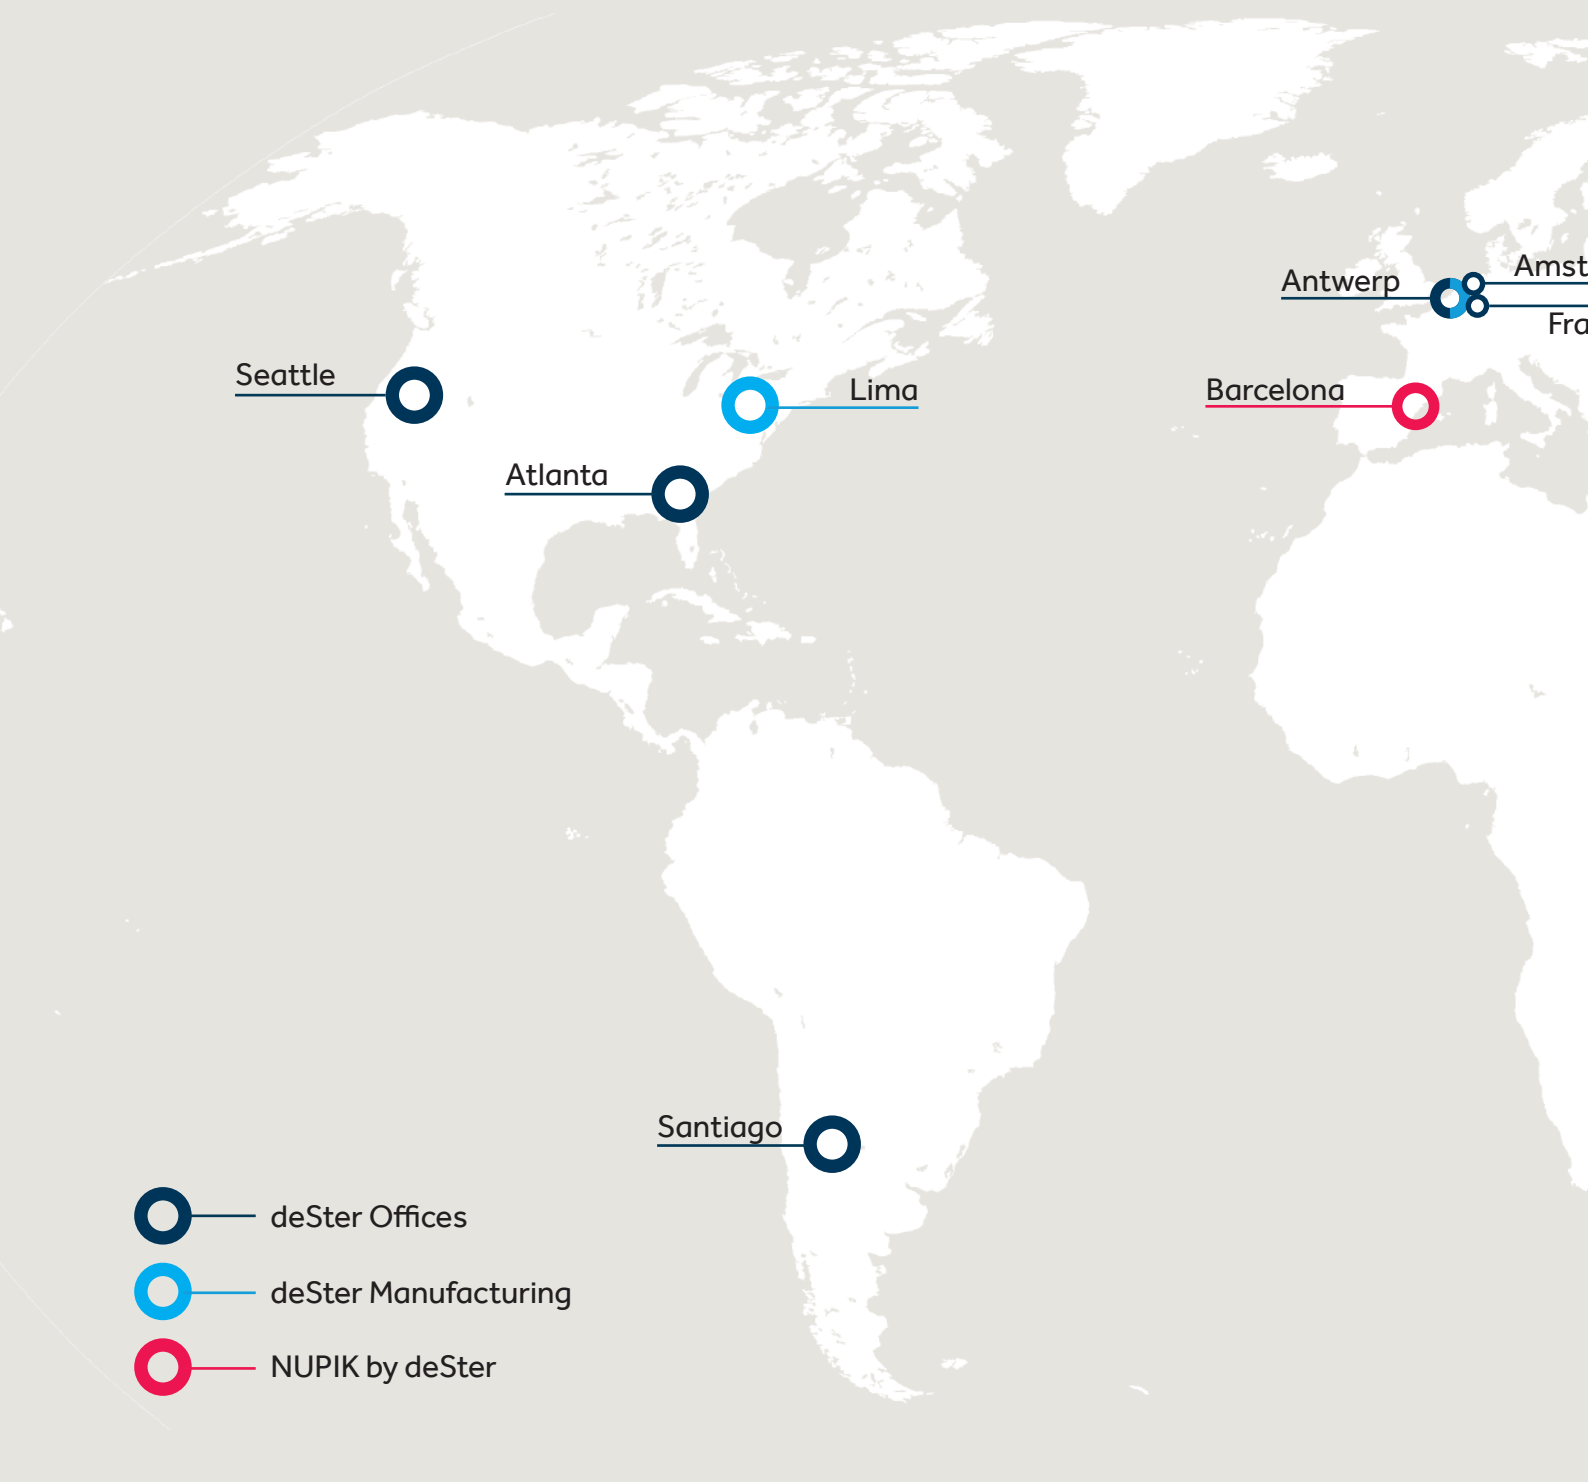 Amst
Antwerp
Fra
Seattle
Lima
Barcelona
Atlanta
Santiago
deSter Offices
deSter Manufacturing
NUPIK by deSter